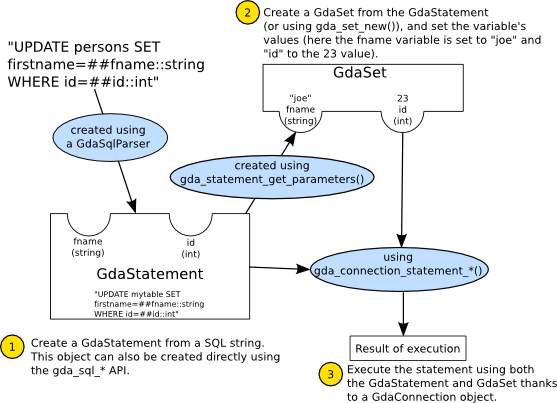 2
Create a GdaSet from the GdaStatement
(or using gda_set_new()), and set the variable's
values (here the fname variable is set to "joe" and
"id" to the 23 value).
"UPDATE persons SET
firstname=##fname::string
WHERE id=##id::int"
GdaSet
"joe"
fname
(string)
23
id
(int)
created using
a GdaSqlParser
created using
gda_statement_get_parameters()
fname
(string)
id
(int)
GdaStatement
"UPDATE mytable SET
firstname=##fname::string
WHERE id=##id::int"
using
gda_connection_statement_*()
1
Create a GdaStatement from a SQL string.
This object can also be created directly using
the gda_sql_* API.
Result of execution
3
Execute the statement using both
the GdaStatement and GdaSet thanks
to a GdaConnection object.